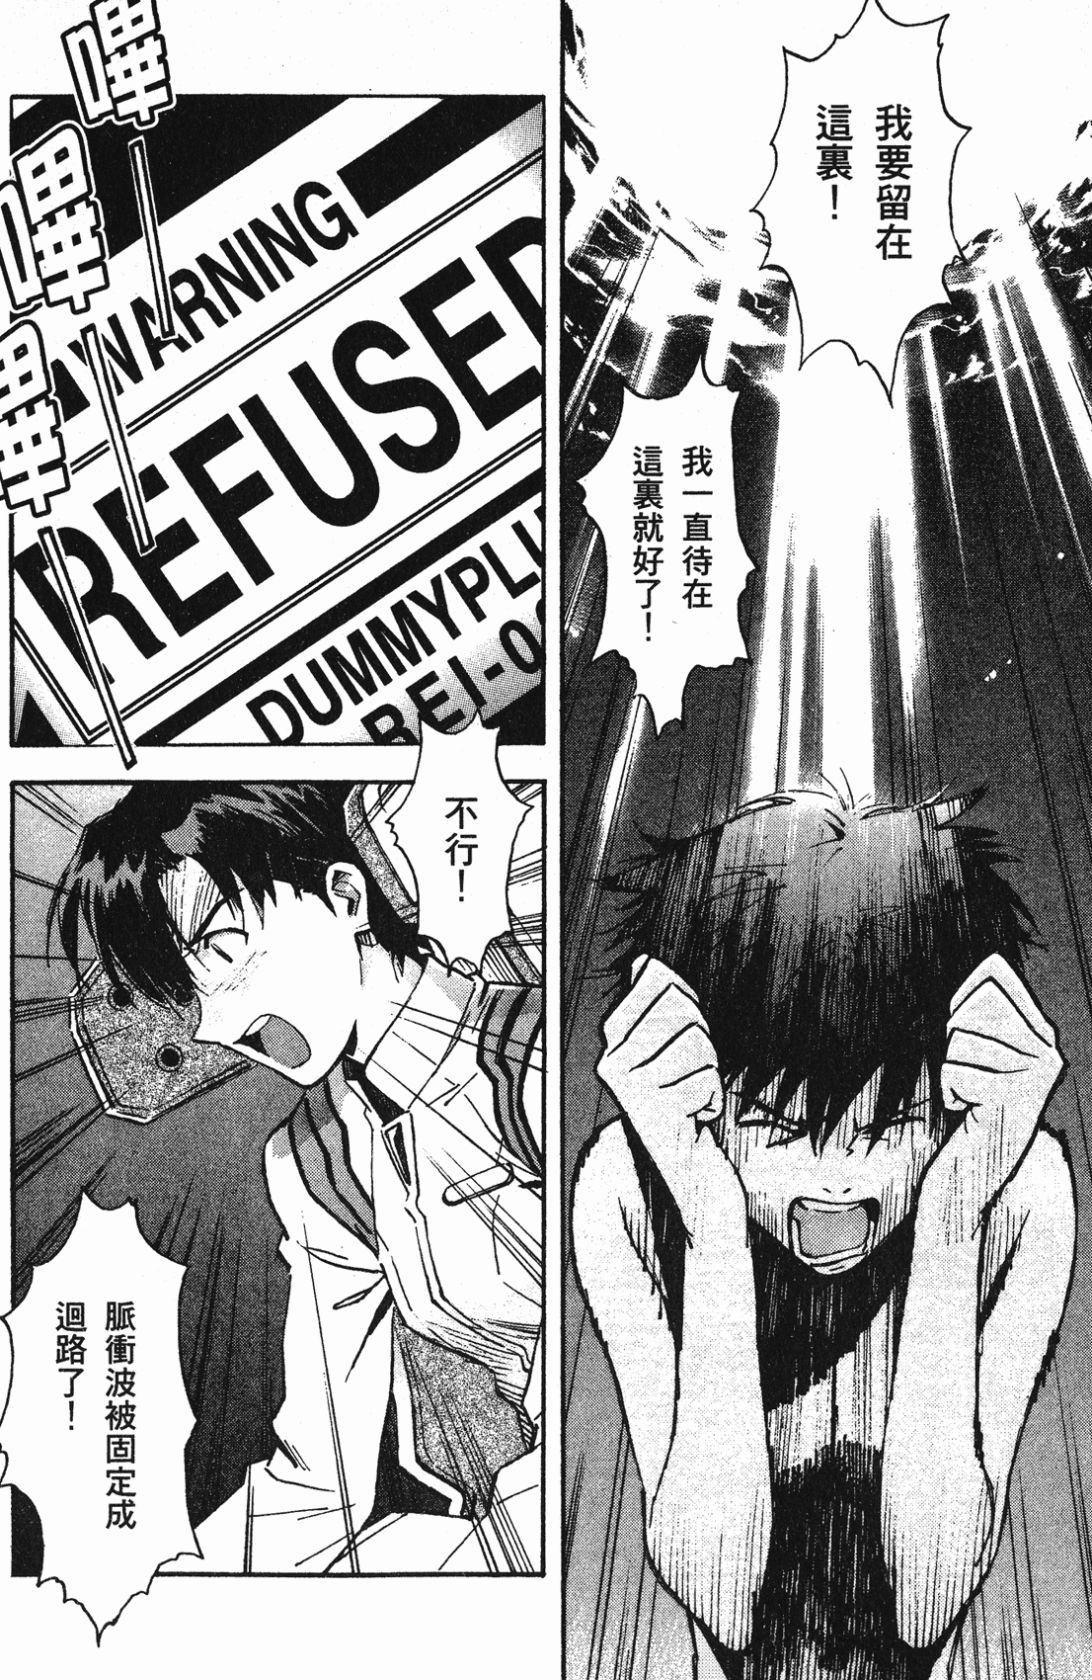 我要留在
這裏！
我一直待在
這裏就好了！
嗶
嗶
嗶
WARNING
REFUSED
DUMMYPLU
REI-0
不行！
脈衝波被固定成
迴路了！